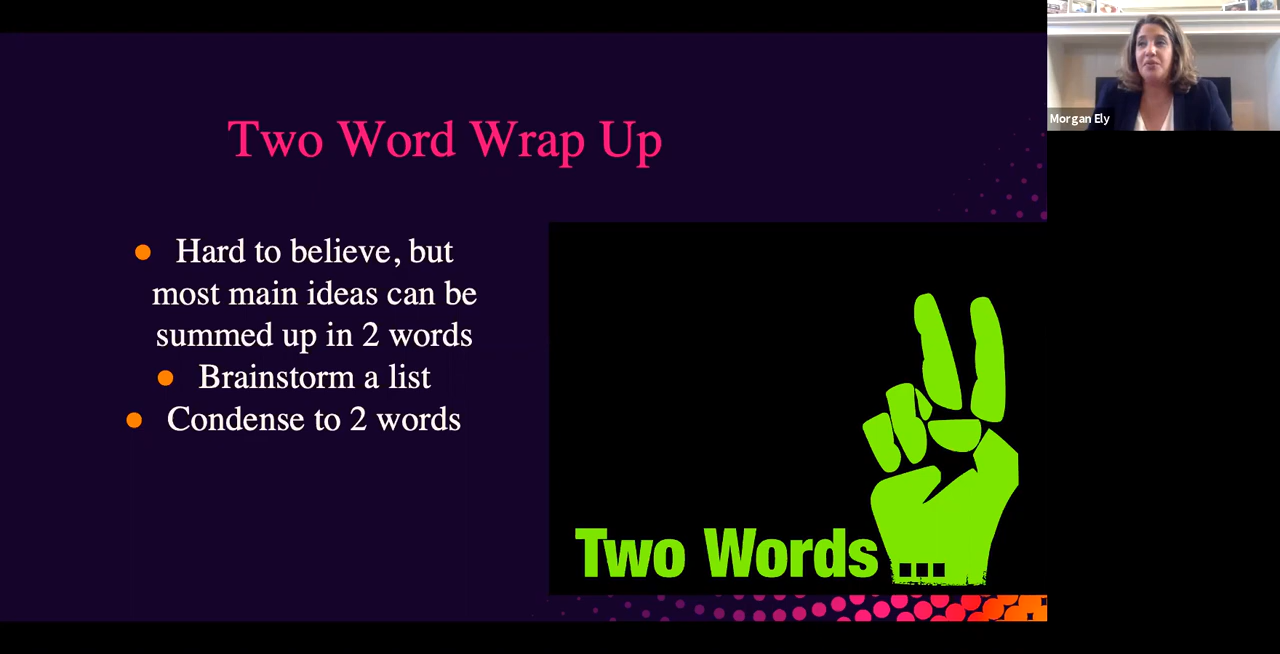 Two Word Wrap Up
Hard to believe, but
most main ideas can be
summed up in 2 words
Brainstorm a list
Condense to 2 words
Two Words...
Morgan Ely